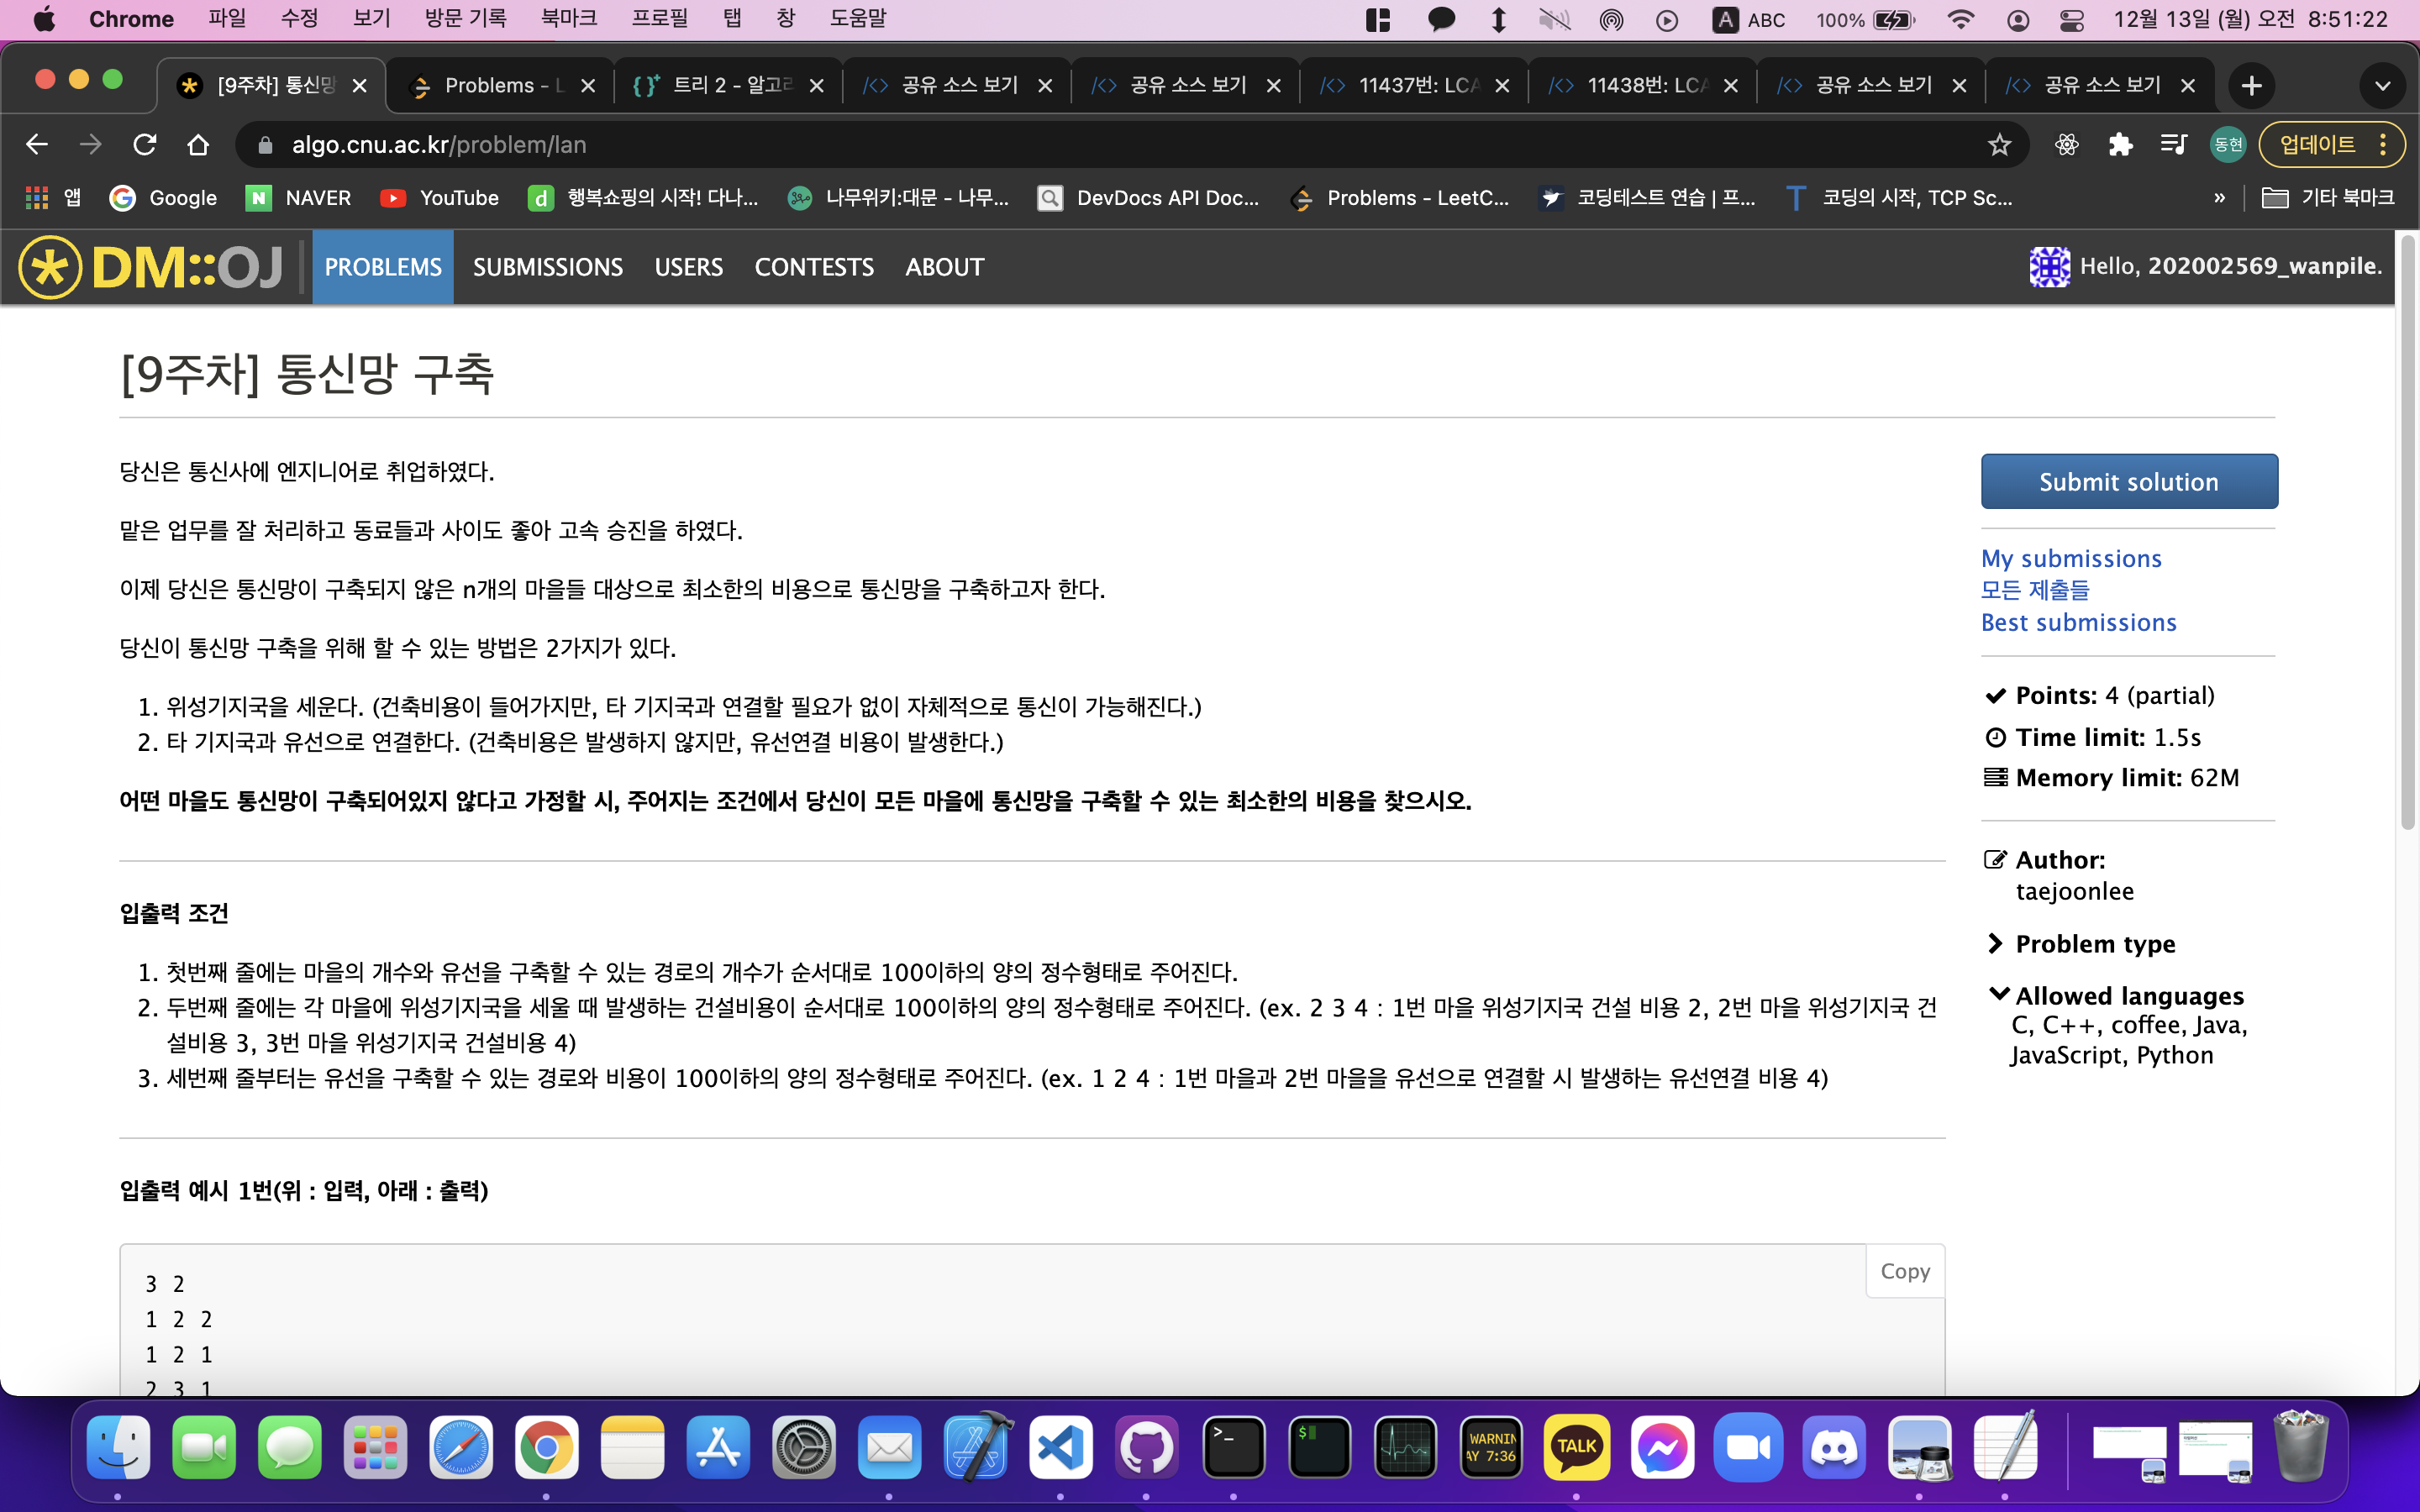 Chrome 파일 수정 보기 방문 기록 북마크 프로필 탭 창 도움말 A ABC 100% 12월 13일 (월) 오전 8:51:22
[9주차] 통신망 Problems - L 트리 2 - 알고리 공유 소스 보기 공유 소스 보기 11437번: LCA 11438번: LCA 공유 소스 보기 공유 소스 보기
algo.cnu.ac.kr/problem/lan 동현 업데이트
앱 Google NAVER YouTube 행복쇼핑의 시작! 다나... 나무위키:대문 - 나무... DevDocs API Doc... Problems - LeetC... 코딩테스트 연습 | 프... 코딩의 시작, TCP Sc... » 기타 북마크
DM::OJ PROBLEMS SUBMISSIONS USERS CONTESTS ABOUT Hello, 202002569_wanpile.
[9주차] 통신망 구축
당신은 통신사에 엔지니어로 취업하였다.
맡은 업무를 잘 처리하고 동료들과 사이도 좋아 고속 승진을 하였다.
이제 당신은 통신망이 구축되지 않은 n개의 마을들 대상으로 최소한의 비용으로 통신망을 구축하고자 한다.
당신이 통신망 구축을 위해 할 수 있는 방법은 2가지가 있다.
1. 위성기지국을 세운다. (건축비용이 들어가지만, 타 기지국과 연결할 필요가 없이 자체적으로 통신이 가능해진다.)
2. 타 기지국과 유선으로 연결한다. (건축비용은 발생하지 않지만, 유선연결 비용이 발생한다.)
어떤 마을도 통신망이 구축되어있지 않다고 가정할 시, 주어지는 조건에서 당신이 모든 마을에 통신망을 구축할 수 있는 최소한의 비용을 찾으시오.
입출력 조건
1. 첫번째 줄에는 마을의 개수와 유선을 구축할 수 있는 경로의 개수가 순서대로 100이하의 양의 정수형태로 주어진다.
2. 두번째 줄에는 각 마을에 위성기지국을 세울 때 발생하는 건설비용이 순서대로 100이하의 양의 정수형태로 주어진다. (ex. 2 3 4 : 1번 마을 위성기지국 건설 비용 2, 2번 마을 위성기지국 건
설비용 3, 3번 마을 위성기지국 건설비용 4)
3. 세번째 줄부터는 유선을 구축할 수 있는 경로와 비용이 100이하의 양의 정수형태로 주어진다. (ex. 1 2 4 : 1번 마을과 2번 마을을 유선으로 연결할 시 발생하는 유선연결 비용 4)
입출력 예시 1번(위 : 입력, 아래 : 출력)
Copy
3 2
1 2 2
1 2 1
2 3 1
Submit solution
My submissions
모든 제출들
Best submissions
Points: 4 (partial)
Time limit: 1.5s
Memory limit: 62M
Author:
taejoonlee
Problem type
Allowed languages
C, C++, coffee, Java,
JavaScript, Python
WARNIN
AY 7:36
TALK